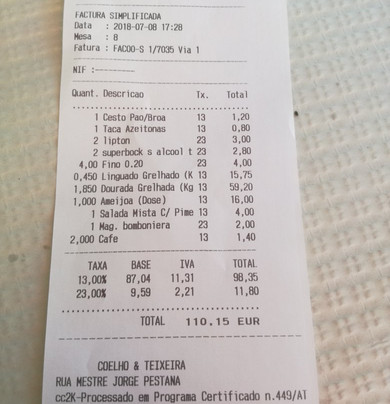 FACTURA SIMPLIFICADA
Data : 2018-07-08 17:28
Mesa : 8
Fatura : FAC00-S 1/7035 Via 1
NIF :---------
Quant. Descricao Tx. Total
1 Cesto Pao/Broa 13 1,20
1 Taca Azeitonas 13 0,80
2 lipton 23 3,00
2 superbock s alcool t 23 2,80
4,00 Fino 0.20 23 4,00
0,450 Linguado Grelhado (K 13 15,75
1,850 Dourada Grelhada (Kg 13 59,20
1,000 Ameijoa (Dose) 13 16,00
1 Salada Mista C/ Pime 13 4,00
1 Mag. bomboniera 23 2,00
2,000 Cafe 13 1,40
TAXA BASE IVA TOTAL
13,00% 87,04 11,31 98,35
23,00% 9,59 2,21 11,80
TOTAL 110.15 EUR
COELHO & TEIXEIRA
RUA MESTRE JORGE PESTANA
cc2K-Processado em Programa Certificado n.449/AT